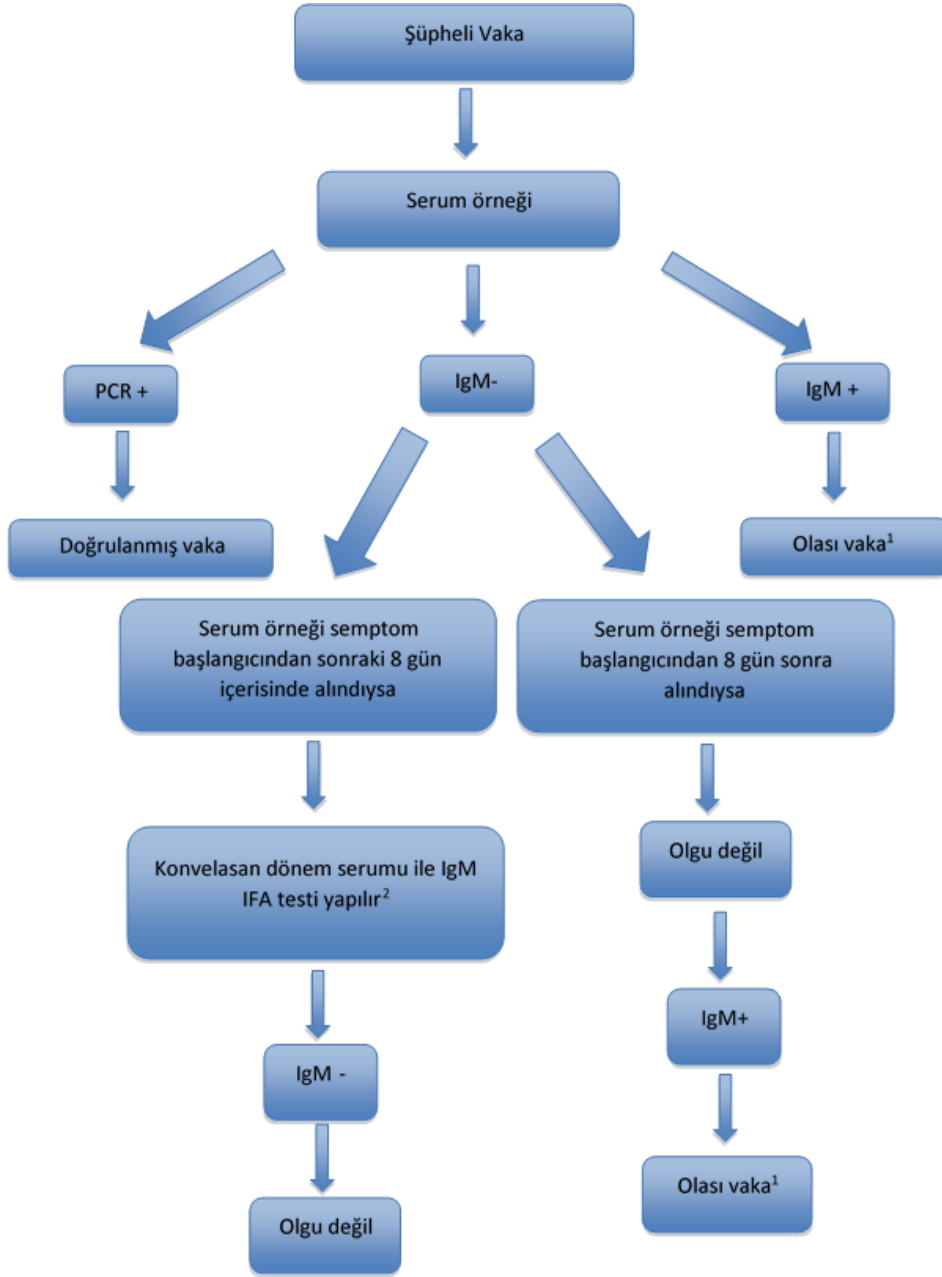 Şüpheli Vaka
Serum örneği
PCR +
IgM-
IgM +
Doğrulanmış vaka
Olası vaka¹
Serum örneği semptom
başlangıcından sonraki 8 gün
içerisinde alındıysa
Serum örneği semptom
başlangıcından 8 gün sonra
alındıysa
Konvelasan dönem serumu ile IgM
IFA testi yapılır²
Olgu değil
IgM+
IgM -
Olası vaka¹
Olgu değil